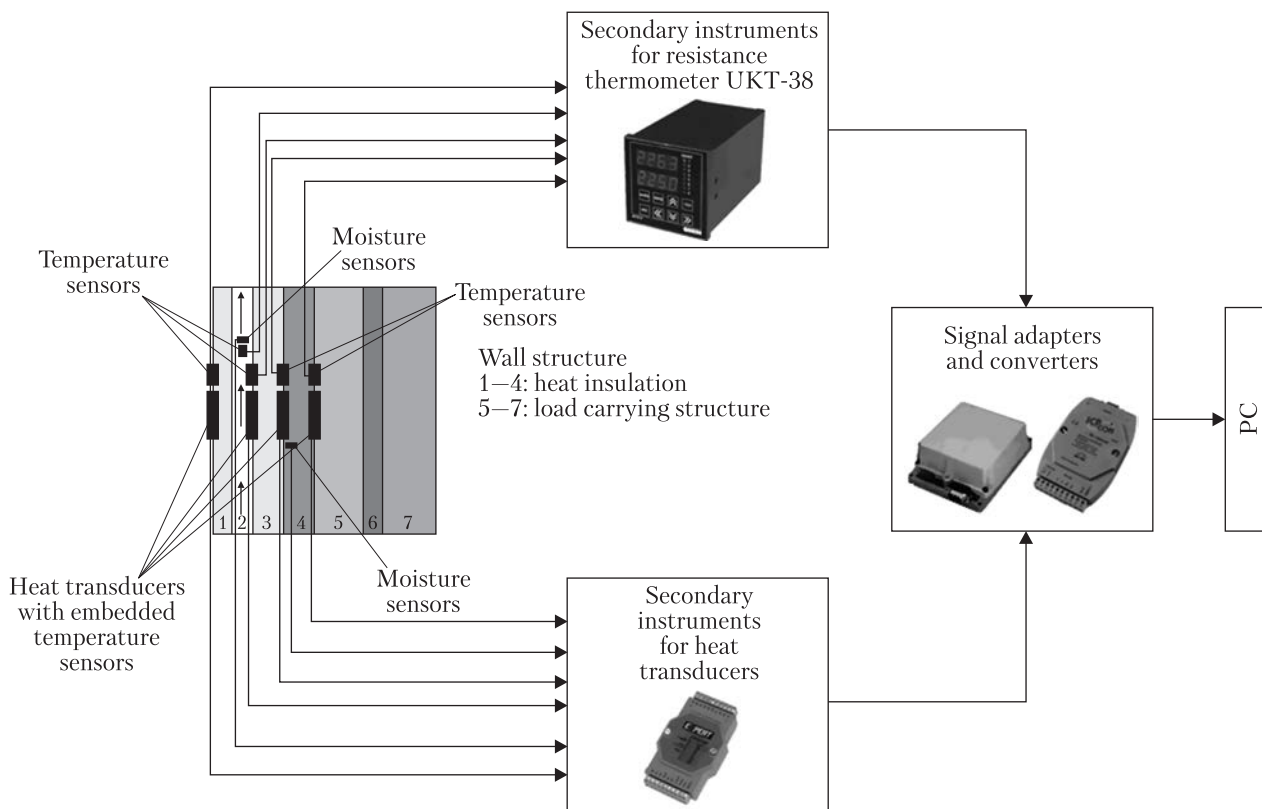 Secondary instruments
for resistance
thermometer UKT-38
2263
2250
Moisture
sensors
Temperature
sensors
Temperature
sensors
Wall structure
1—4: heat insulation
5—7: load carrying structure
Signal adapters
and converters
PC
1 2 3 4 5 6 7
Heat transducers
with embedded
temperature
sensors
Moisture
sensors
Secondary
instruments
for heat
transducers